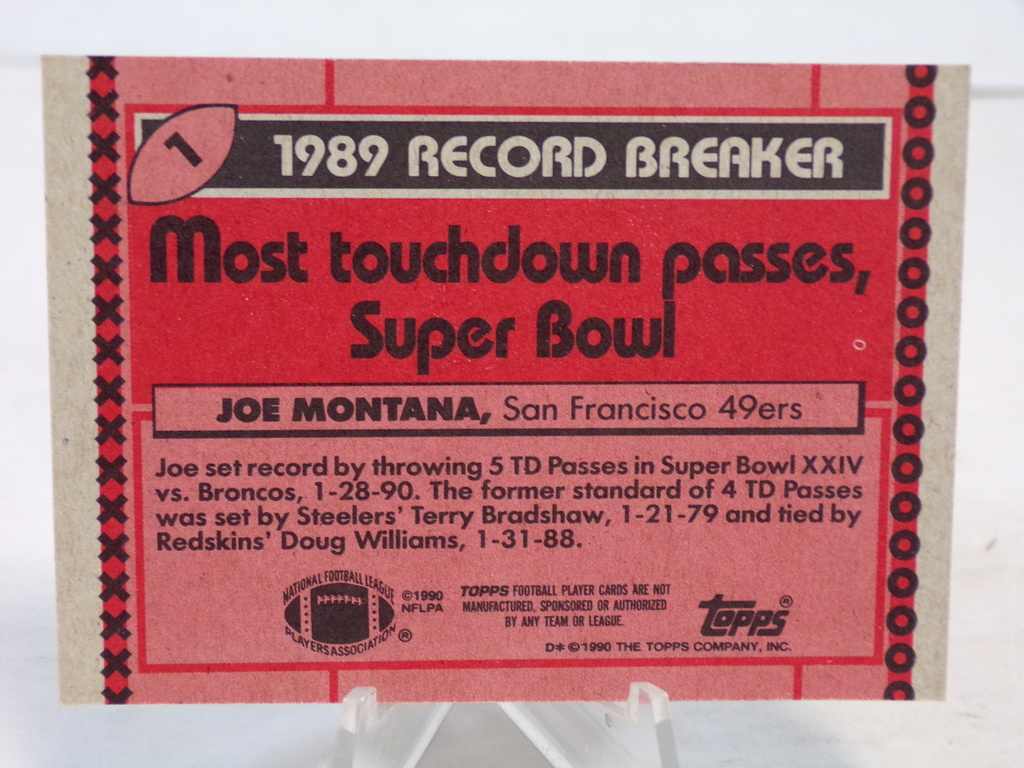 1
1989 RECORD BREAKER
Most touchdown passes,
Super Bowl
JOE MONTANA, San Francisco 49ers
Joe set record by throwing 5 TD Passes in Super Bowl XXIV
vs. Broncos, 1-28-90. The former standard of 4 TD Passes
was set by Steelers' Terry Bradshaw, 1-21-79 and tied by
Redskins' Doug Williams, 1-31-88.
NATIONAL FOOTBALL LEAGUE
PLAYERS ASSOCIATION ®
©1990
NFLPA
TOPPS FOOTBALL PLAYER CARDS ARE NOT
MANUFACTURED, SPONSORED OR AUTHORIZED
BY ANY TEAM OR LEAGUE.
topps®
D* ©1990 THE TOPPS COMPANY, INC.